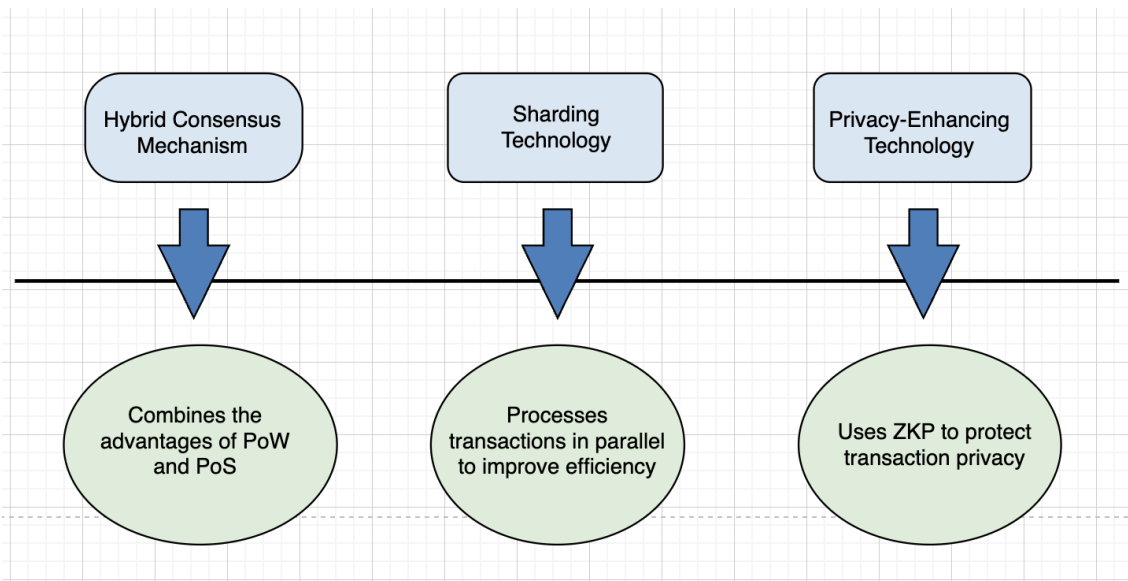 Hybrid Consensus
Mechanism
Sharding
Technology
Privacy-Enhancing
Technology
Combines the
advantages of PoW
and PoS
Processes
transactions in parallel
to improve efficiency
Uses ZKP to protect
transaction privacy